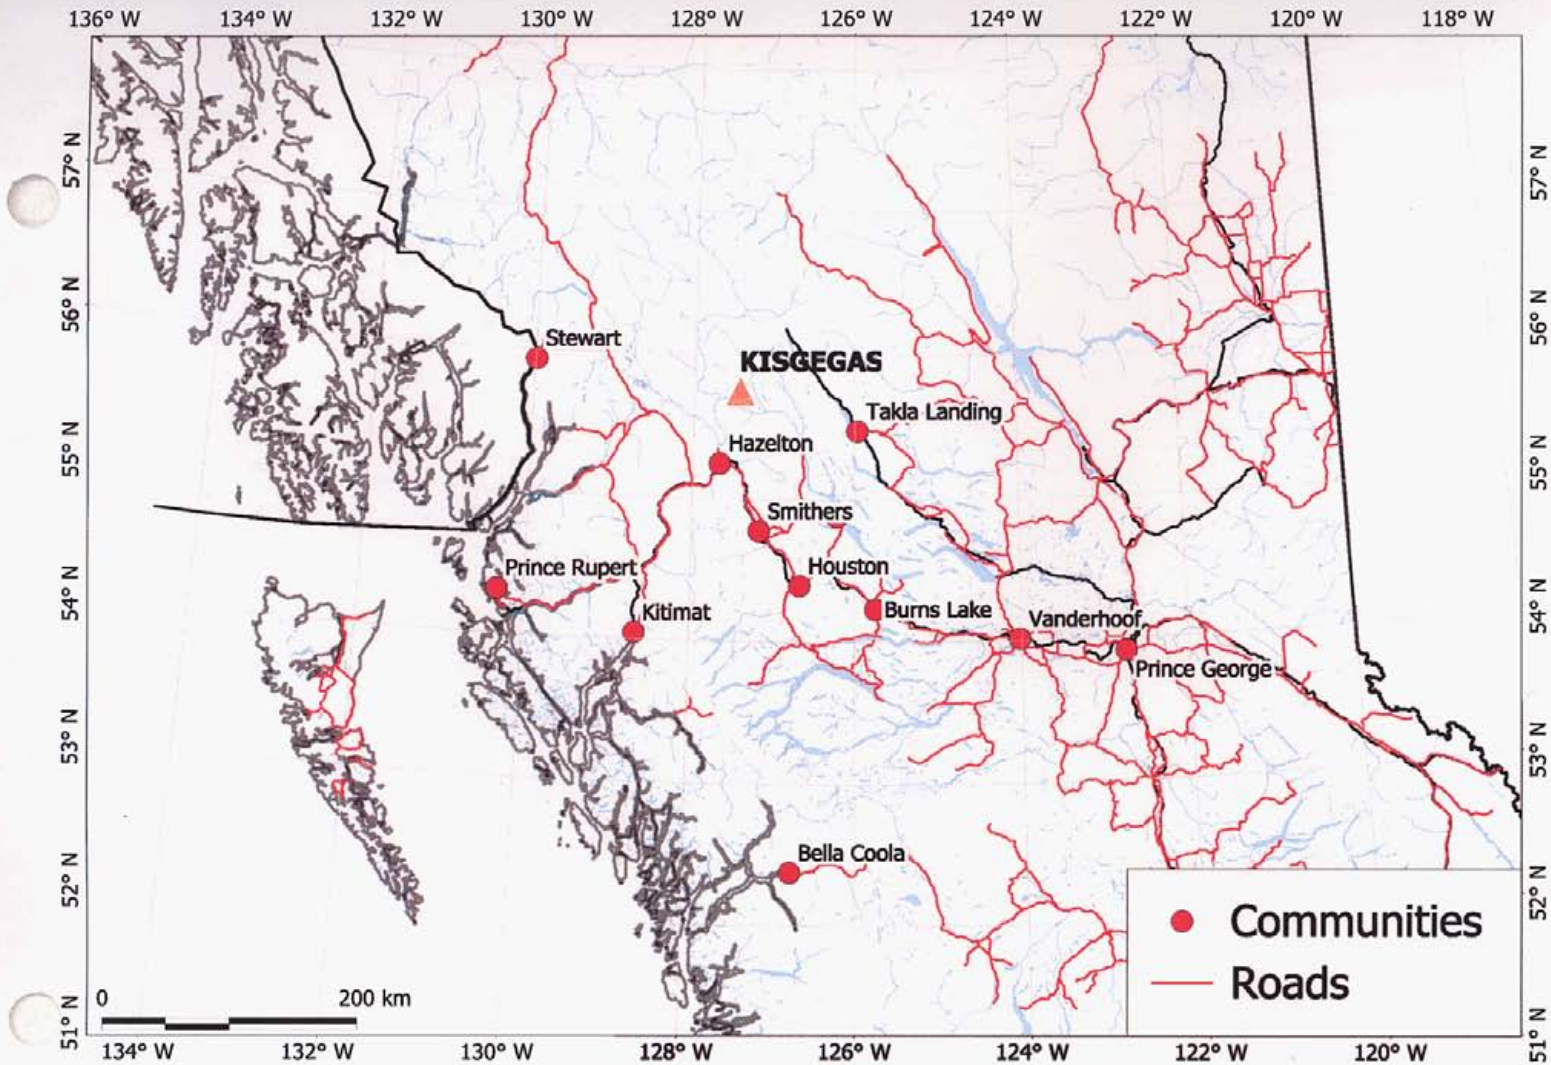 136° W 134° W 132° W 130° W 128° W 126° W 124° W 122° W 120° W 118° W
57° N
57° N
56° N
56° N
Stewart
KISGEGAS
Takla Landing
55° N
Hazelton
55° N
Smithers
Prince Rupert
Houston
54° N
Kitimat
Burns Lake
Vanderhoof
54° N
Prince George
53° N
53° N
52° N
Bella Coola
52° N
Communities
Roads
0 200 km
51° N
51° N
134° W 132° W 130° W 128° W 126° W 124° W 122° W 120° W